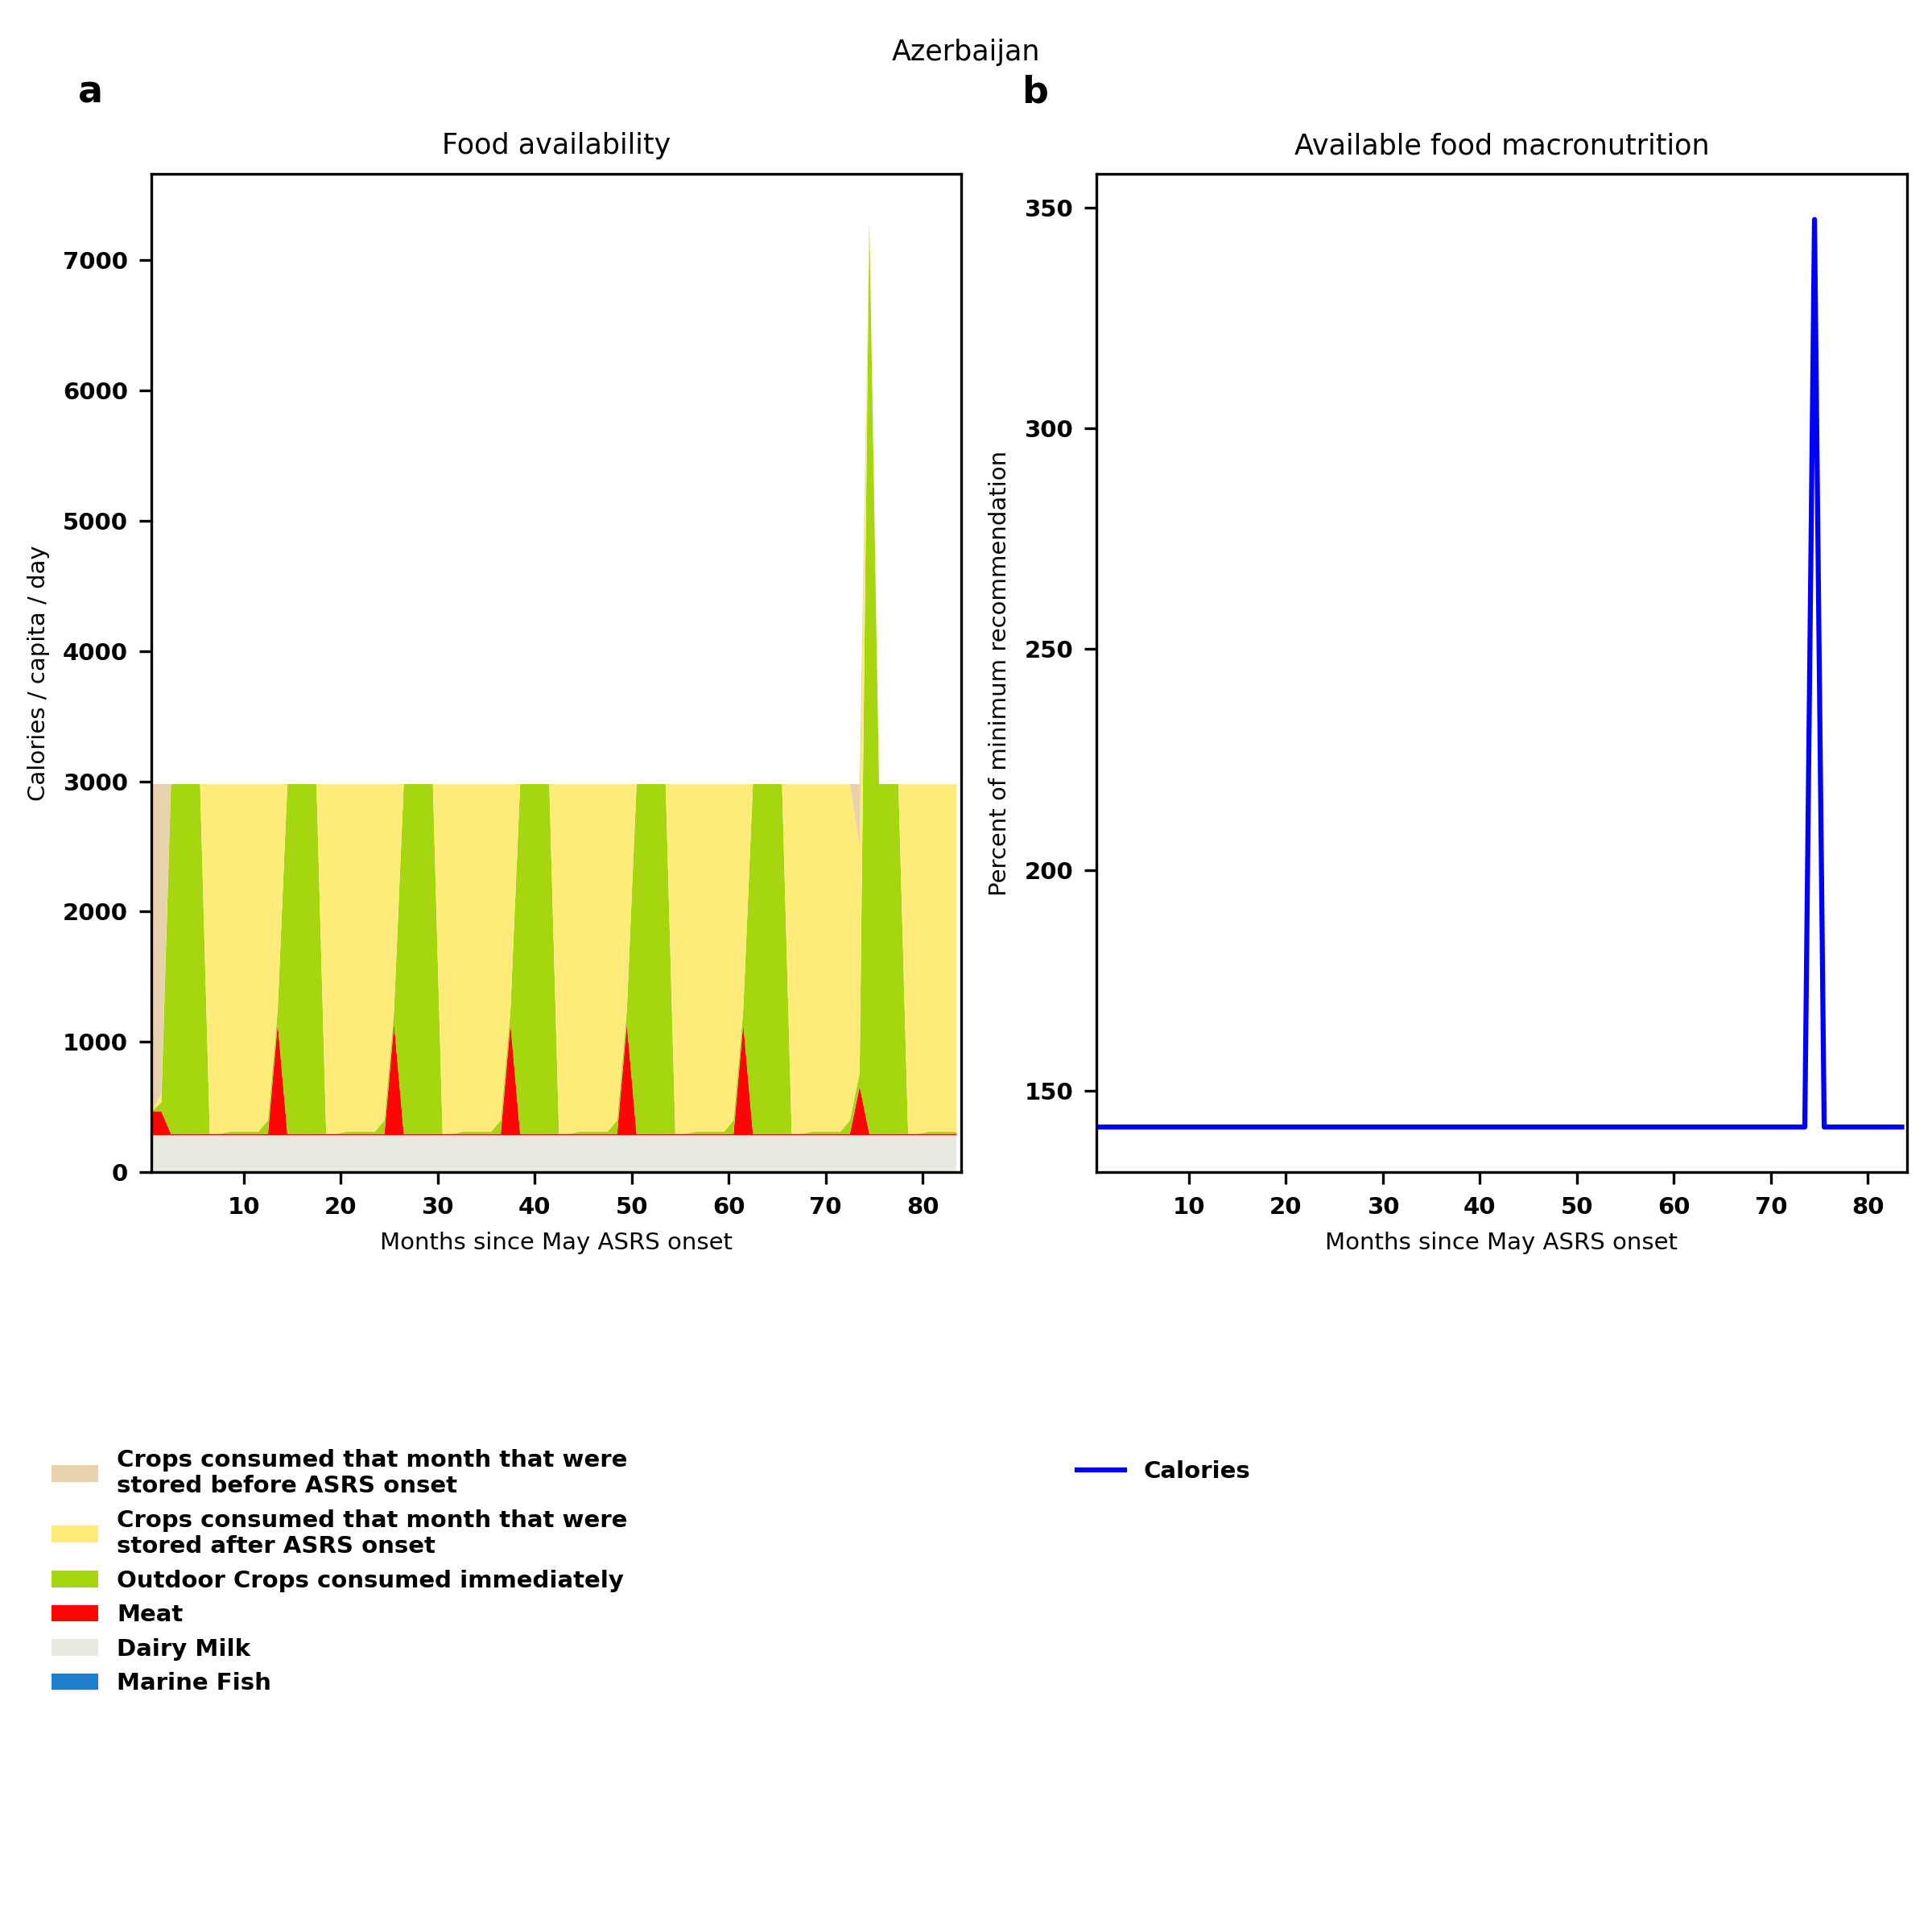 Azerbaijan
a
b
Food availability
Available food macronutrition
7000
6000
5000
4000
3000
2000
1000
0
Calories / capita / day
10 20 30 40 50 60 70 80
Months since May ASRS onset
350
300
250
200
150
Percent of minimum recommendation
10 20 30 40 50 60 70 80
Months since May ASRS onset
Crops consumed that month that were
stored before ASRS onset
Crops consumed that month that were
stored after ASRS onset
Outdoor Crops consumed immediately
Meat
Dairy Milk
Marine Fish
Calories